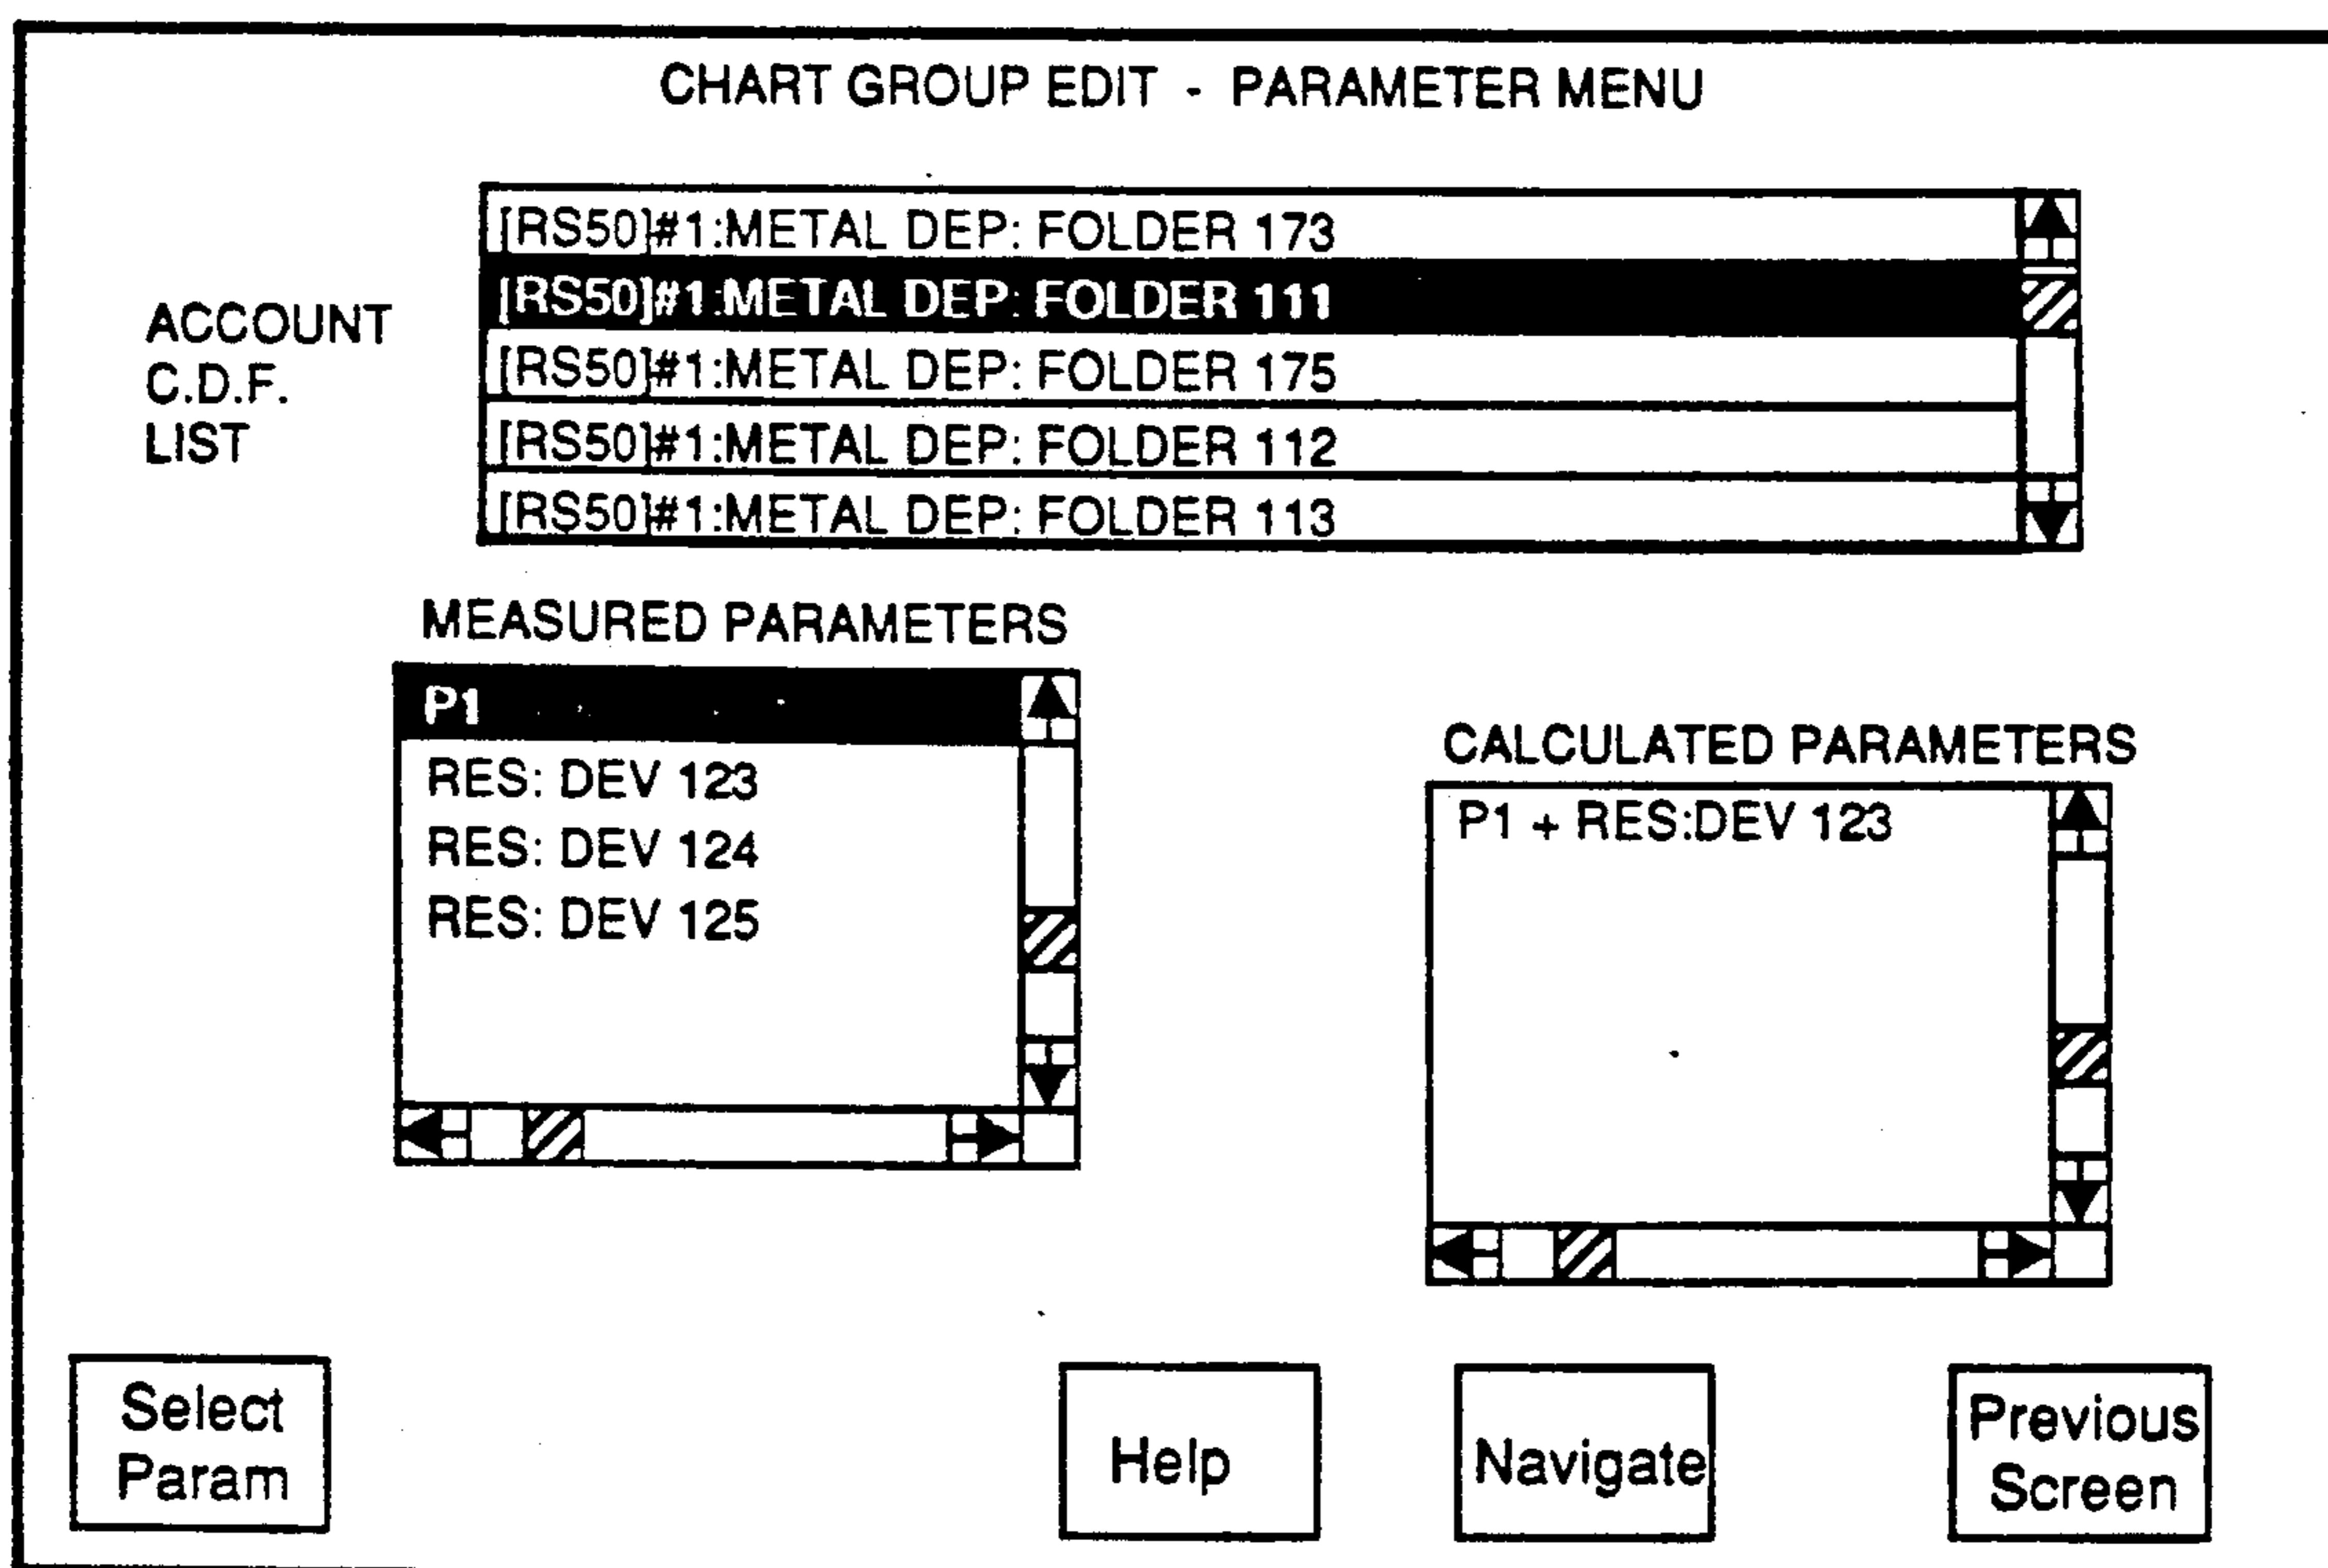 CHART GROUP EDIT - PARAMETER MENU
ACCOUNT
C.D.F.
LIST
[RS50]#1:METAL DEP: FOLDER 173
[RS50]#1:METAL DEP: FOLDER 111
[RS50]#1:METAL DEP: FOLDER 175
[RS50]#1:METAL DEP: FOLDER 112
[RS50]#1:METAL DEP: FOLDER 113
MEASURED PARAMETERS
P1
RES: DEV 123
RES: DEV 124
RES: DEV 125
CALCULATED PARAMETERS
P1 + RES:DEV 123
Select
Param
Help
Navigate
Previous
Screen